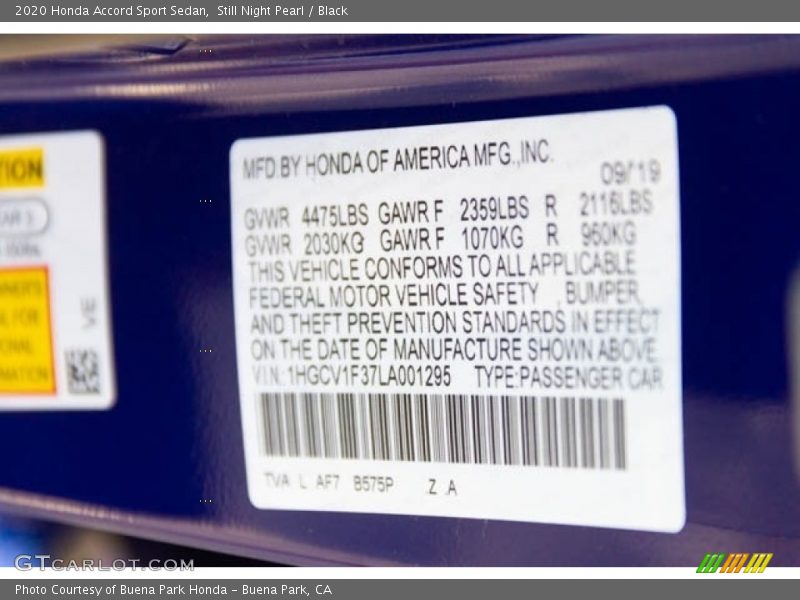 2020 Honda Accord Sport Sedan,  Still Night Pearl / Black
MFD BY HONDA OF AMERICA MFG.,INC.
09/19
GVWR 4475LBS GAWR F 2359LBS R 2116LBS
GVWR 2030KG GAWR F 1070KG R 960KG
THIS VEHICLE CONFORMS TO ALL APPLICABLE
FEDERAL MOTOR VEHICLE SAFETY , BUMPER,
AND THEFT PREVENTION STANDARDS IN EFFECT
ON THE DATE OF MANUFACTURE SHOWN ABOVE.
V.I.N.:1HGCV1F37LA001295 TYPE:PASSENGER CAR
TVA L AF7 B575P Z A
TION
VE
GTCARLOT.COM
Photo Courtesy of Buena Park Honda – Buena Park, CA